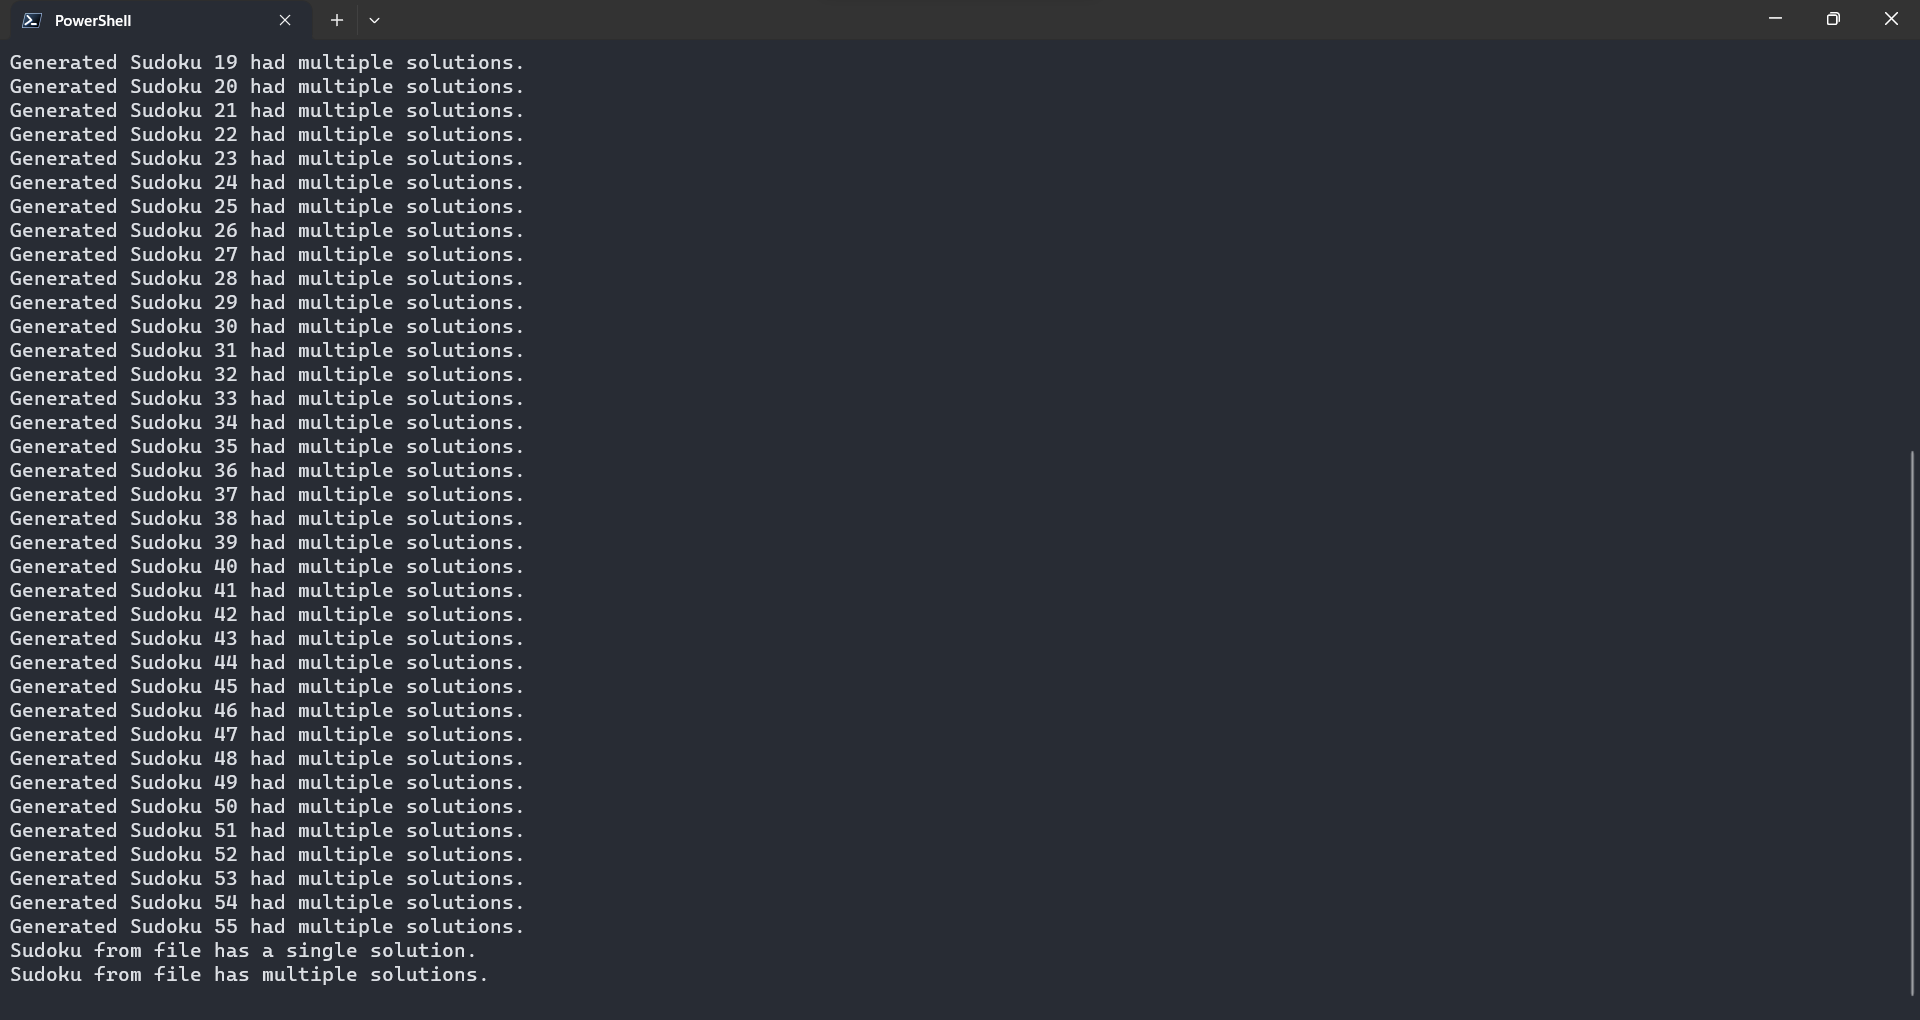 PowerShell
Generated Sudoku 19 had multiple solutions.
Generated Sudoku 20 had multiple solutions.
Generated Sudoku 21 had multiple solutions.
Generated Sudoku 22 had multiple solutions.
Generated Sudoku 23 had multiple solutions.
Generated Sudoku 24 had multiple solutions.
Generated Sudoku 25 had multiple solutions.
Generated Sudoku 26 had multiple solutions.
Generated Sudoku 27 had multiple solutions.
Generated Sudoku 28 had multiple solutions.
Generated Sudoku 29 had multiple solutions.
Generated Sudoku 30 had multiple solutions.
Generated Sudoku 31 had multiple solutions.
Generated Sudoku 32 had multiple solutions.
Generated Sudoku 33 had multiple solutions.
Generated Sudoku 34 had multiple solutions.
Generated Sudoku 35 had multiple solutions.
Generated Sudoku 36 had multiple solutions.
Generated Sudoku 37 had multiple solutions.
Generated Sudoku 38 had multiple solutions.
Generated Sudoku 39 had multiple solutions.
Generated Sudoku 40 had multiple solutions.
Generated Sudoku 41 had multiple solutions.
Generated Sudoku 42 had multiple solutions.
Generated Sudoku 43 had multiple solutions.
Generated Sudoku 44 had multiple solutions.
Generated Sudoku 45 had multiple solutions.
Generated Sudoku 46 had multiple solutions.
Generated Sudoku 47 had multiple solutions.
Generated Sudoku 48 had multiple solutions.
Generated Sudoku 49 had multiple solutions.
Generated Sudoku 50 had multiple solutions.
Generated Sudoku 51 had multiple solutions.
Generated Sudoku 52 had multiple solutions.
Generated Sudoku 53 had multiple solutions.
Generated Sudoku 54 had multiple solutions.
Generated Sudoku 55 had multiple solutions.
Sudoku from file has a single solution.
Sudoku from file has multiple solutions.